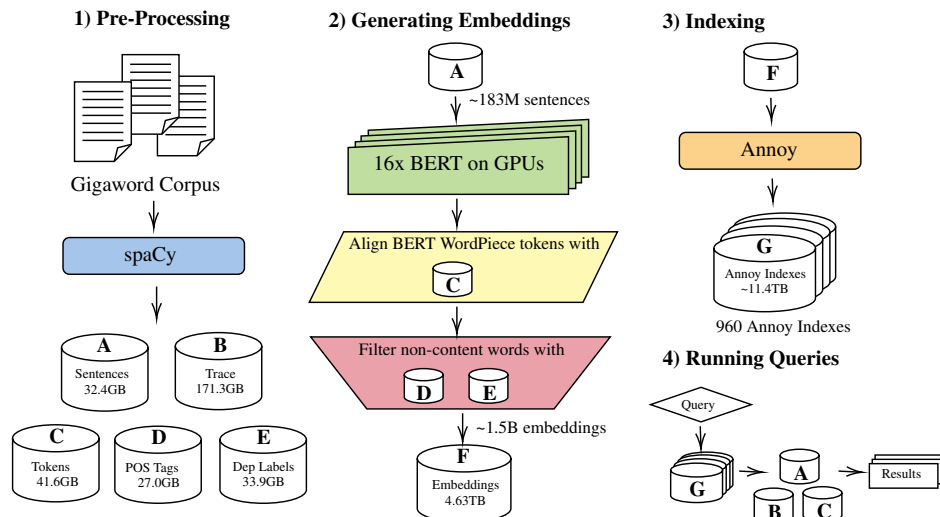 1) Pre-Processing
Gigaword Corpus
spaCy
A
Sentences
32.4GB
B
Trace
171.3GB
C
Tokens
41.6GB
D
POS Tags
27.0GB
E
Dep Labels
33.9GB
2) Generating Embeddings
A
~183M sentences
16x BERT on GPUs
Align BERT WordPiece tokens with
C
Filter non-content words with
D
E
~1.5B embeddings
F
Embeddings
4.63TB
3) Indexing
F
Annoy
G
Annoy Indexes
~11.4TB
960 Annoy Indexes
4) Running Queries
Query
G
A
B
C
Results